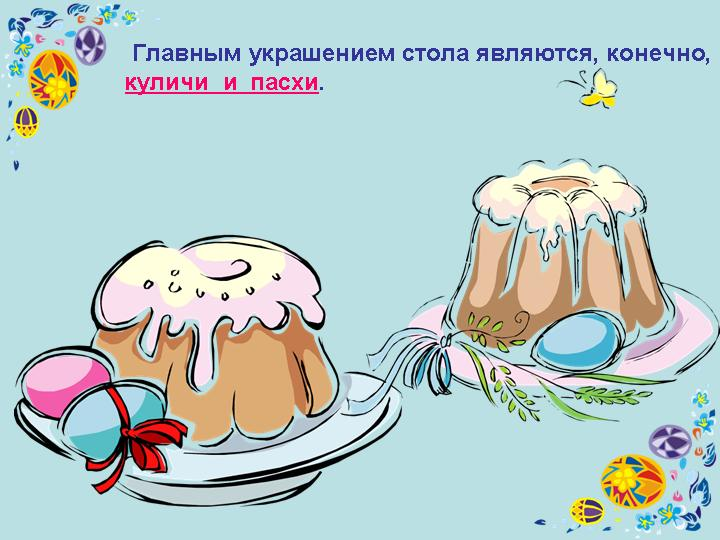 Главным украшением стола являются, конечно,
куличи и пасхи.